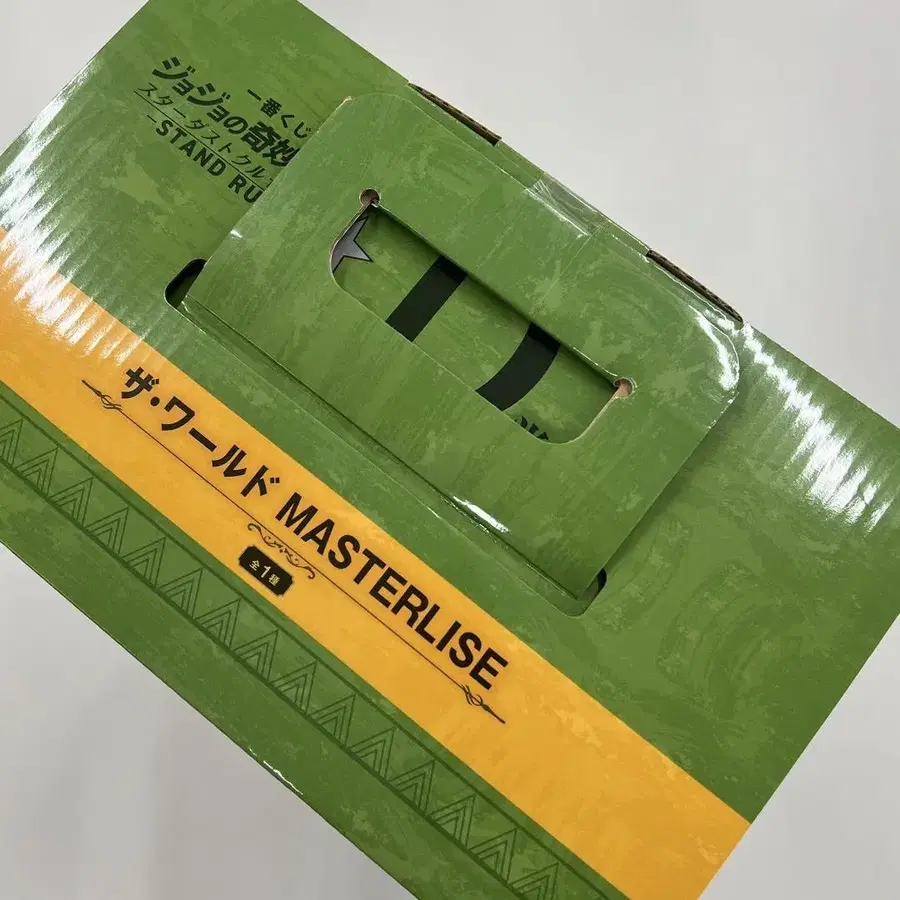 一番くじ
ジョジョの奇妙
スターダストクル
-STAND RU
ザ・ワールド MASTERLISE
全1種